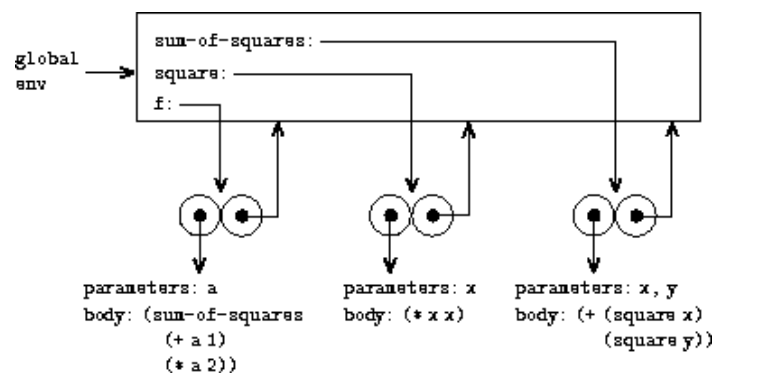 sum-of-squares:
global
env
square:
f:
parameters: a
body: (sum-of-squares
(+ a 1)
(* a 2))
parameters: x
body: (* x x)
parameters: x, y
body: (+ (square x)
(square y))